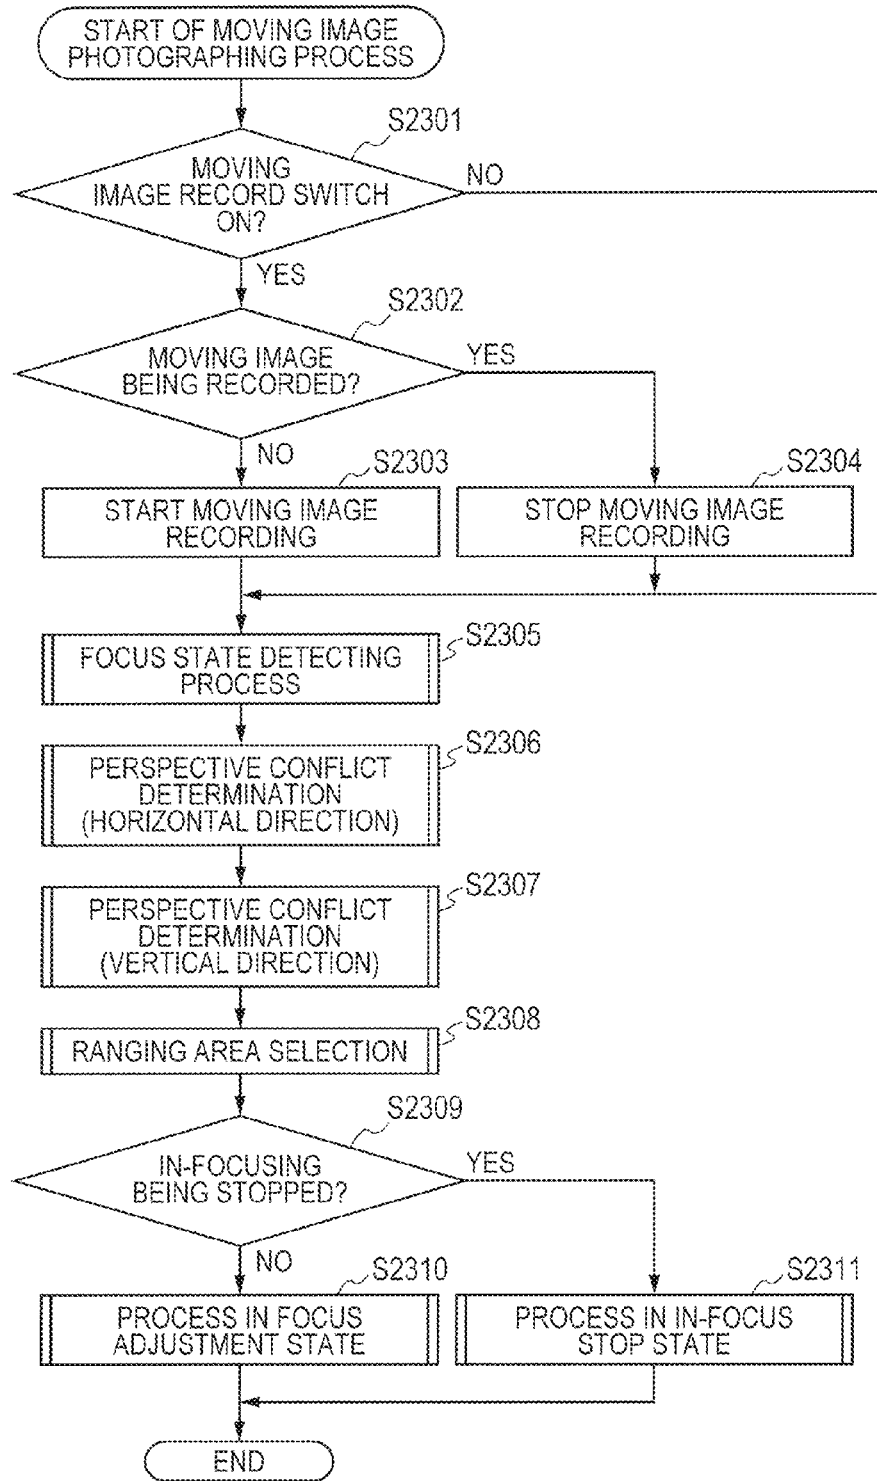 START OF MOVING IMAGE
PHOTOGRAPHING PROCESS
S2301
MOVING
IMAGE RECORD SWITCH
ON?
NO
YES
S2302
MOVING IMAGE
BEING RECORDED?
YES
NO
S2303
START MOVING IMAGE
RECORDING
S2304
STOP MOVING IMAGE
RECORDING
S2305
FOCUS STATE DETECTING
PROCESS
S2306
PERSPECTIVE CONFLICT
DETERMINATION
(HORIZONTAL DIRECTION)
S2307
PERSPECTIVE CONFLICT
DETERMINATION
(VERTICAL DIRECTION)
S2308
RANGING AREA SELECTION
S2309
IN-FOCUSING
BEING STOPPED?
YES
NO
S2310
PROCESS IN FOCUS
ADJUSTMENT STATE
S2311
PROCESS IN IN-FOCUS
STOP STATE
END